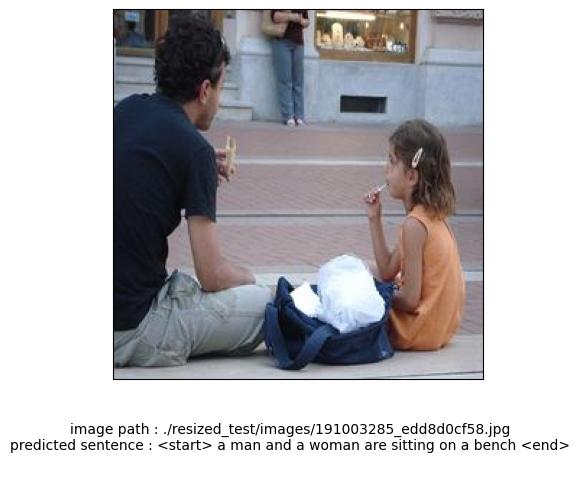 image path : ./resized_test/images/191003285_edd8d0cf58.jpg
predicted sentence : <start> a man and a woman are sitting on a bench <end>